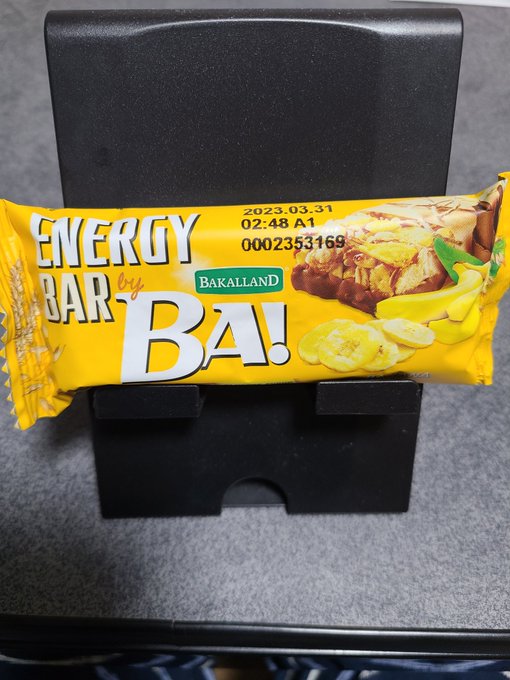 ENERGY
BAR by
BA!
BAKALLAND
2023.03.31
02:48 A1
0002353169